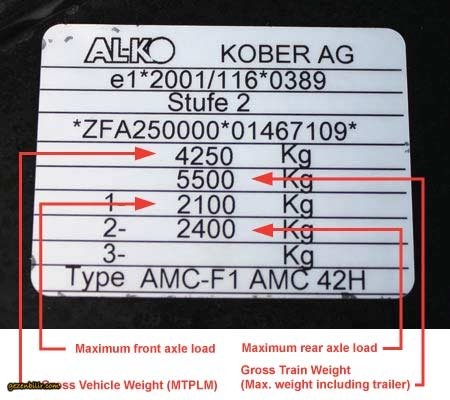 AL-KO KOBER AG
e1*2001/116*0389
Stufe 2
*ZFA250000*01467109*
4250 Kg
5500 Kg
1- 2100 Kg
2- 2400 Kg
3- Kg
Type AMC-F1 AMC 42H
Maximum front axle load
Maximum rear axle load
Gross Train Weight
(Max. weight including trailer)
Vehicle Weight (MTPLM)
gezenbilir.com